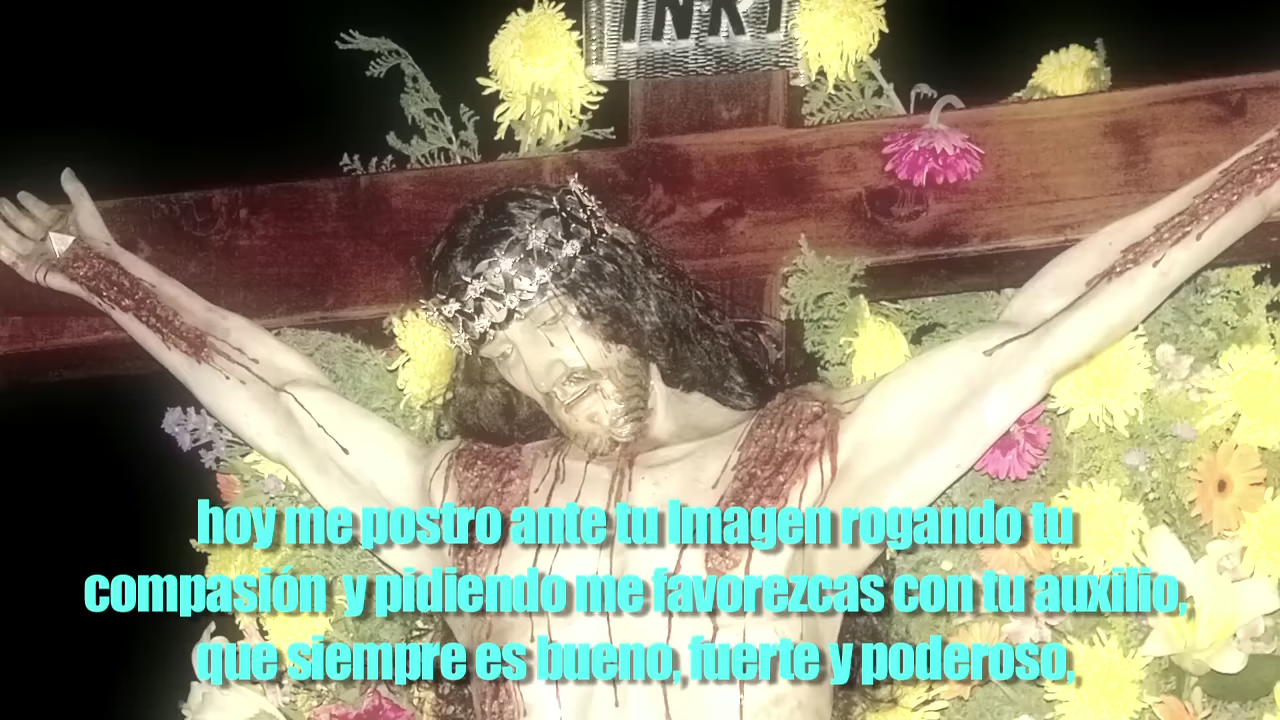 INRI
hoy me postro ante tu Imagen rogando tu
compasión y pidiendo me favorezcas con tu auxilio,
que siempre es bueno, fuerte y poderoso,